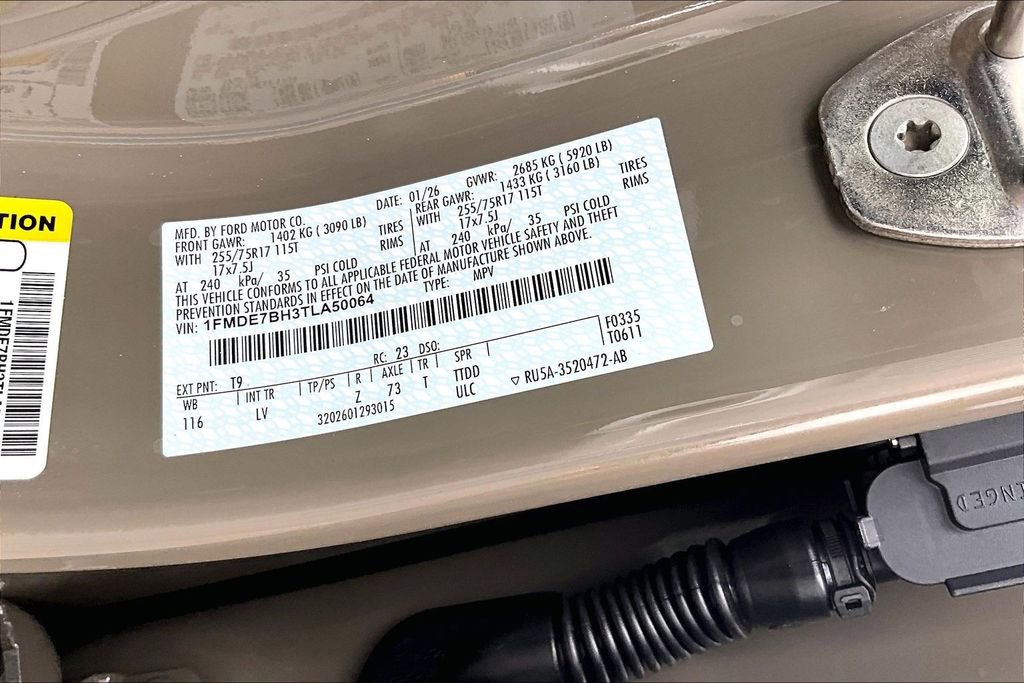 TION
1FMDE7BH3TLA
MFD. BY FORD MOTOR CO.
DATE: 01/26
GVWR: 2685 KG ( 5920 LB)
FRONT GAWR: 1402 KG ( 3090 LB)
REAR GAWR: 1433 KG ( 3160 LB)
WITH 255/75R17 115T TIRES
WITH 255/75R17 115T TIRES
17x7.5J RIMS
17x7.5J RIMS
AT 240 kPa/ 35 PSI COLD
AT 240 kPa/ 35 PSI COLD
THIS VEHICLE CONFORMS TO ALL APPLICABLE FEDERAL MOTOR VEHICLE SAFETY AND THEFT
PREVENTION STANDARDS IN EFFECT ON THE DATE OF MANUFACTURE SHOWN ABOVE.
VIN: 1FMDE7BH3TLA50064
TYPE: MPV
F0335
T0611
RC: 23 DSO:
EXT PNT: T9
WB | INT TR | TP/PS | R | AXLE | TR | SPR
116 LV Z 73 T TTDD
ULC
3202601293015
▽ RU5A-3520472-AB
INGED